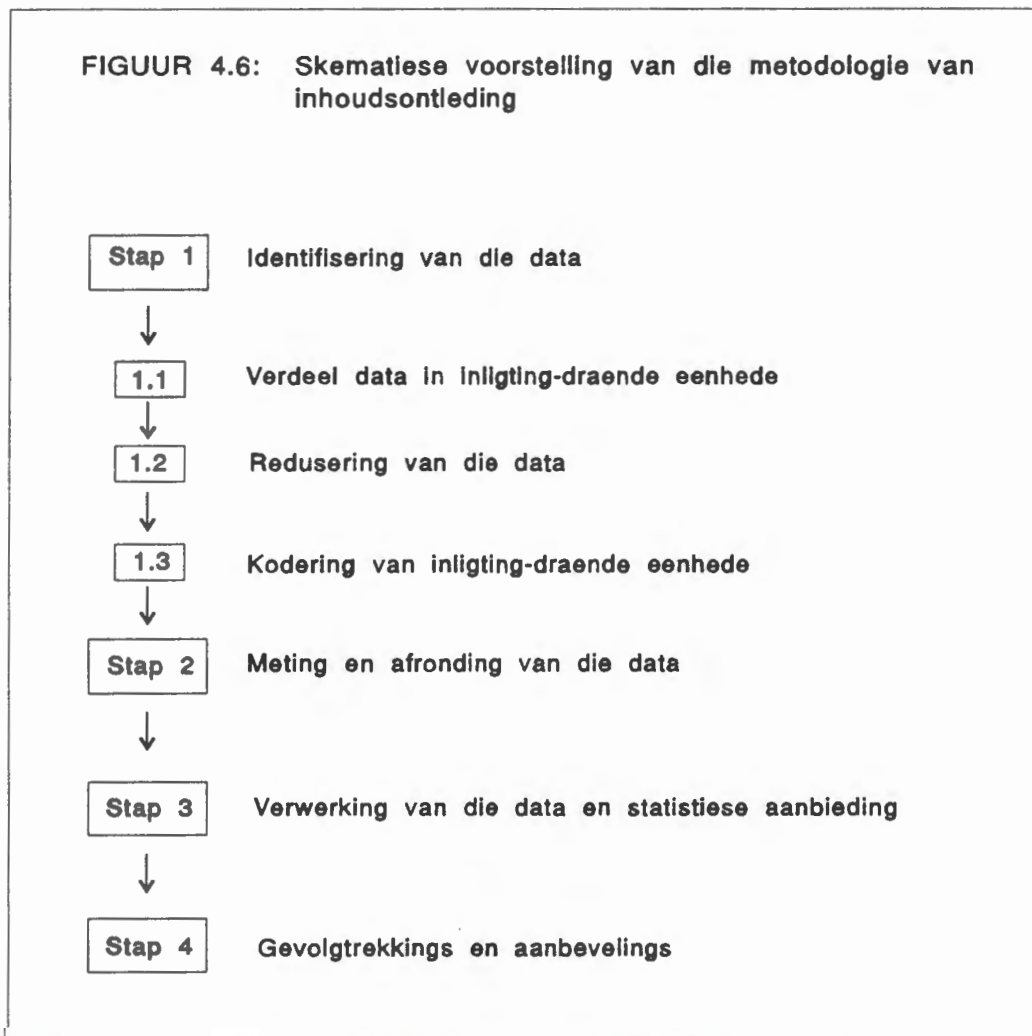 FIGUUR 4.6: Skematiese voorstelling van die metodologie van
inhoudsontleding
Stap 1 Identifisering van die data
1.1 Verdeel data in inligting-draende eenhede
1.2 Redusering van die data
1.3 Kodering van inligting-draende eenhede
Stap 2 Meting en afronding van die data
Stap 3 Verwerking van die data en statistiese aanbieding
Stap 4 Gevolgtrekkings en aanbevelings